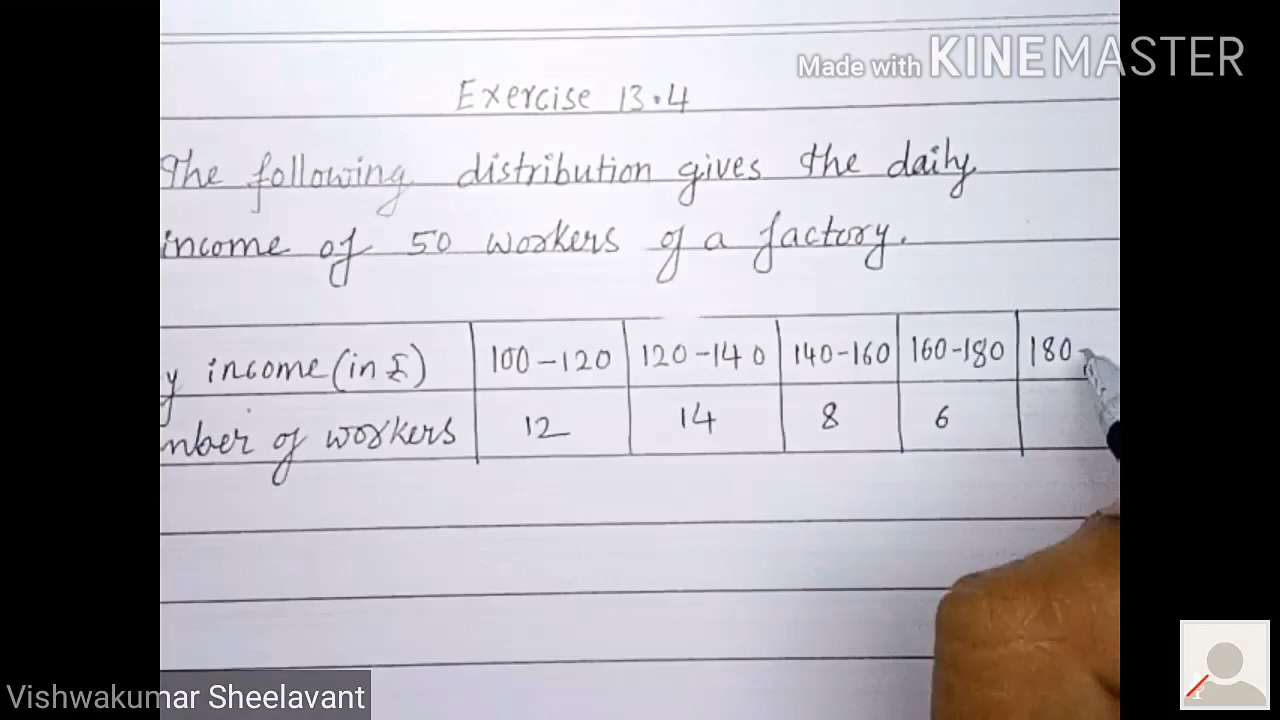 Made with KINEMASTER
Exercise 13.4
The following distribution gives the daily
income of 50 workers of a factory.
y income (in £) 100-120 120-140 140-160 160-180 180-
mber of workers 12 14 8 6
Vishwakumar Sheelavant